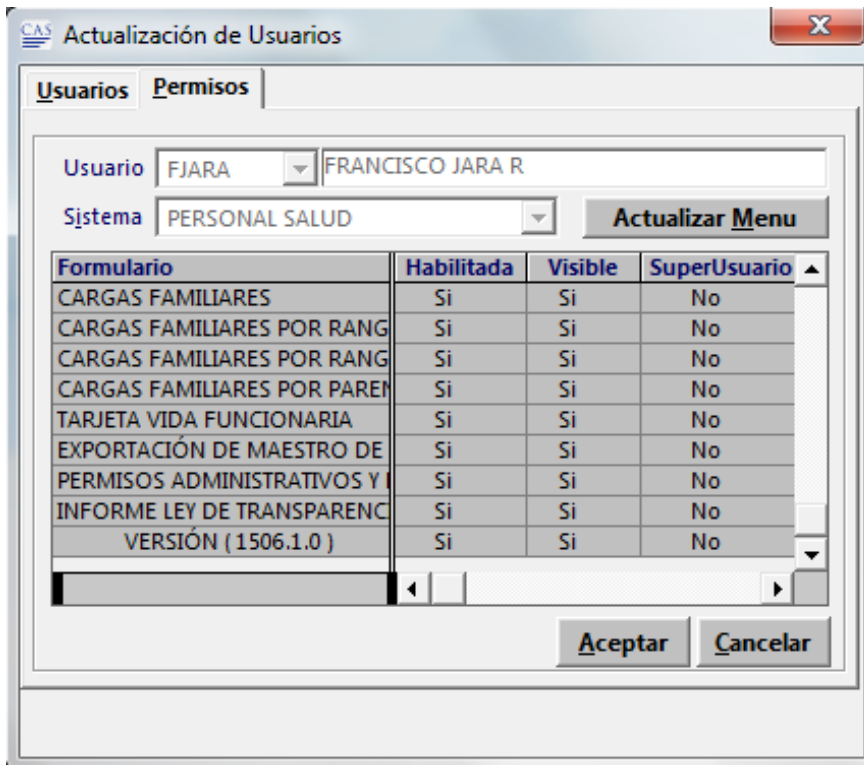 CAS Actualización de Usuarios X
Usuarios Permisos
Usuario FJARA FRANCISCO JARA R
Sistema PERSONAL SALUD Actualizar Menu
Formulario Habilitada Visible SuperUsuario
CARGAS FAMILIARES Si Si No
CARGAS FAMILIARES POR RANG Si Si No
CARGAS FAMILIARES POR RANG Si Si No
CARGAS FAMILIARES POR PAREN Si Si No
TARJETA VIDA FUNCIONARIA Si Si No
EXPORTACIÓN DE MAESTRO DE Si Si No
PERMISOS ADMINISTRATIVOS Y Si Si No
INFORME LEY DE TRANSPARENC Si Si No
VERSIÓN ( 1506.1.0 ) Si Si No
Aceptar Cancelar